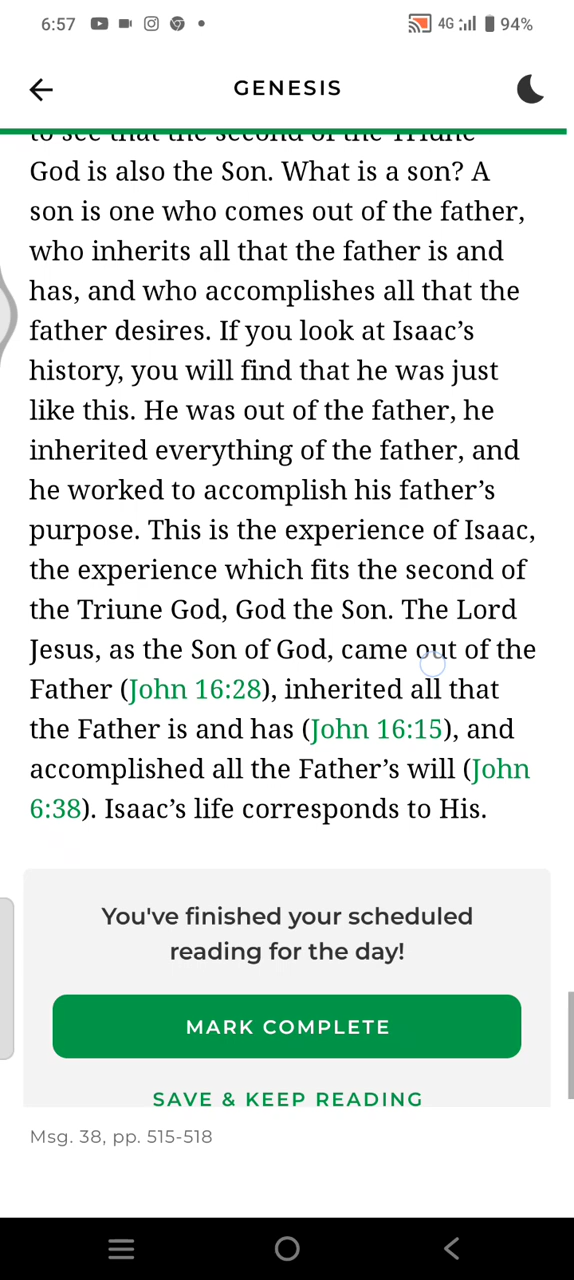 6:57
4G 94%
GENESIS
to see that the second of the Triune
God is also the Son. What is a son? A
son is one who comes out of the father,
who inherits all that the father is and
has, and who accomplishes all that the
father desires. If you look at Isaac’s
history, you will find that he was just
like this. He was out of the father, he
inherited everything of the father, and
he worked to accomplish his father’s
purpose. This is the experience of Isaac,
the experience which fits the second of
the Triune God, God the Son. The Lord
Jesus, as the Son of God, came out of the
Father (John 16:28), inherited all that
the Father is and has (John 16:15), and
accomplished all the Father’s will (John
6:38). Isaac’s life corresponds to His.
You've finished your scheduled
reading for the day!
MARK COMPLETE
SAVE & KEEP READING
Msg. 38, pp. 515-518